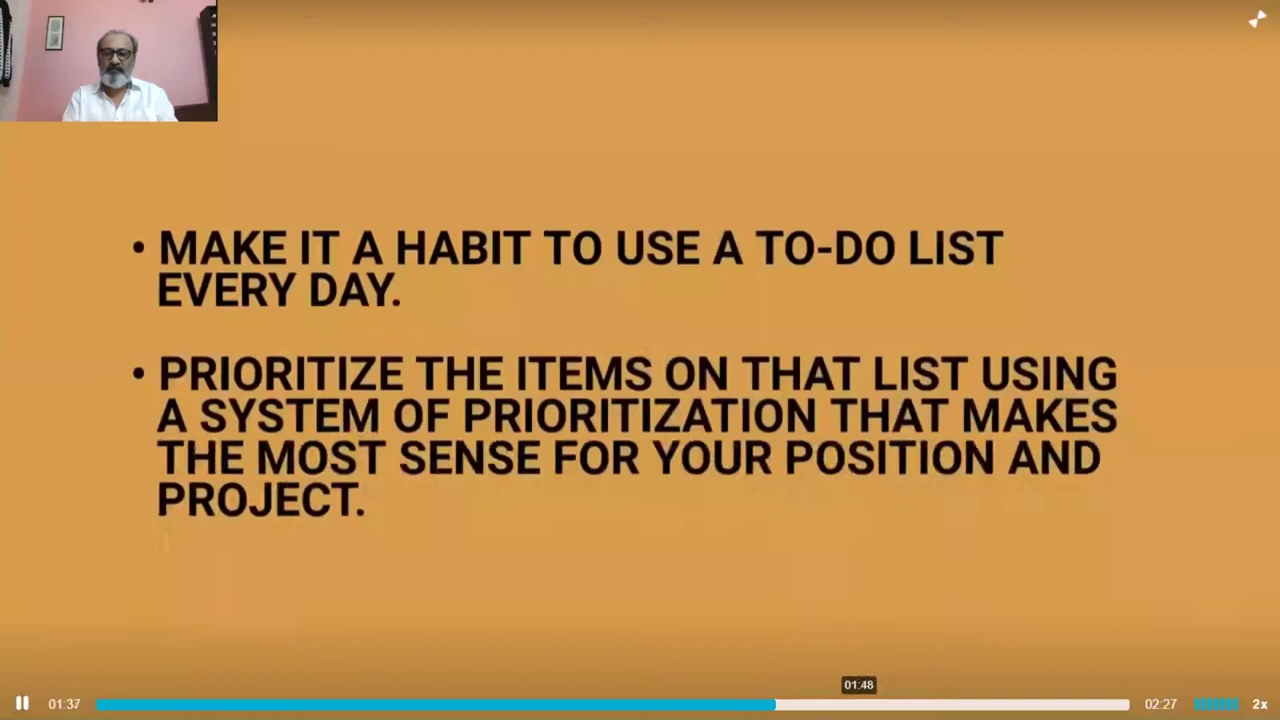 • MAKE IT A HABIT TO USE A TO-DO LIST
EVERY DAY.
• PRIORITIZE THE ITEMS ON THAT LIST USING
A SYSTEM OF PRIORITIZATION THAT MAKES
THE MOST SENSE FOR YOUR POSITION AND
PROJECT.
01:48
01:37 02:27 2x